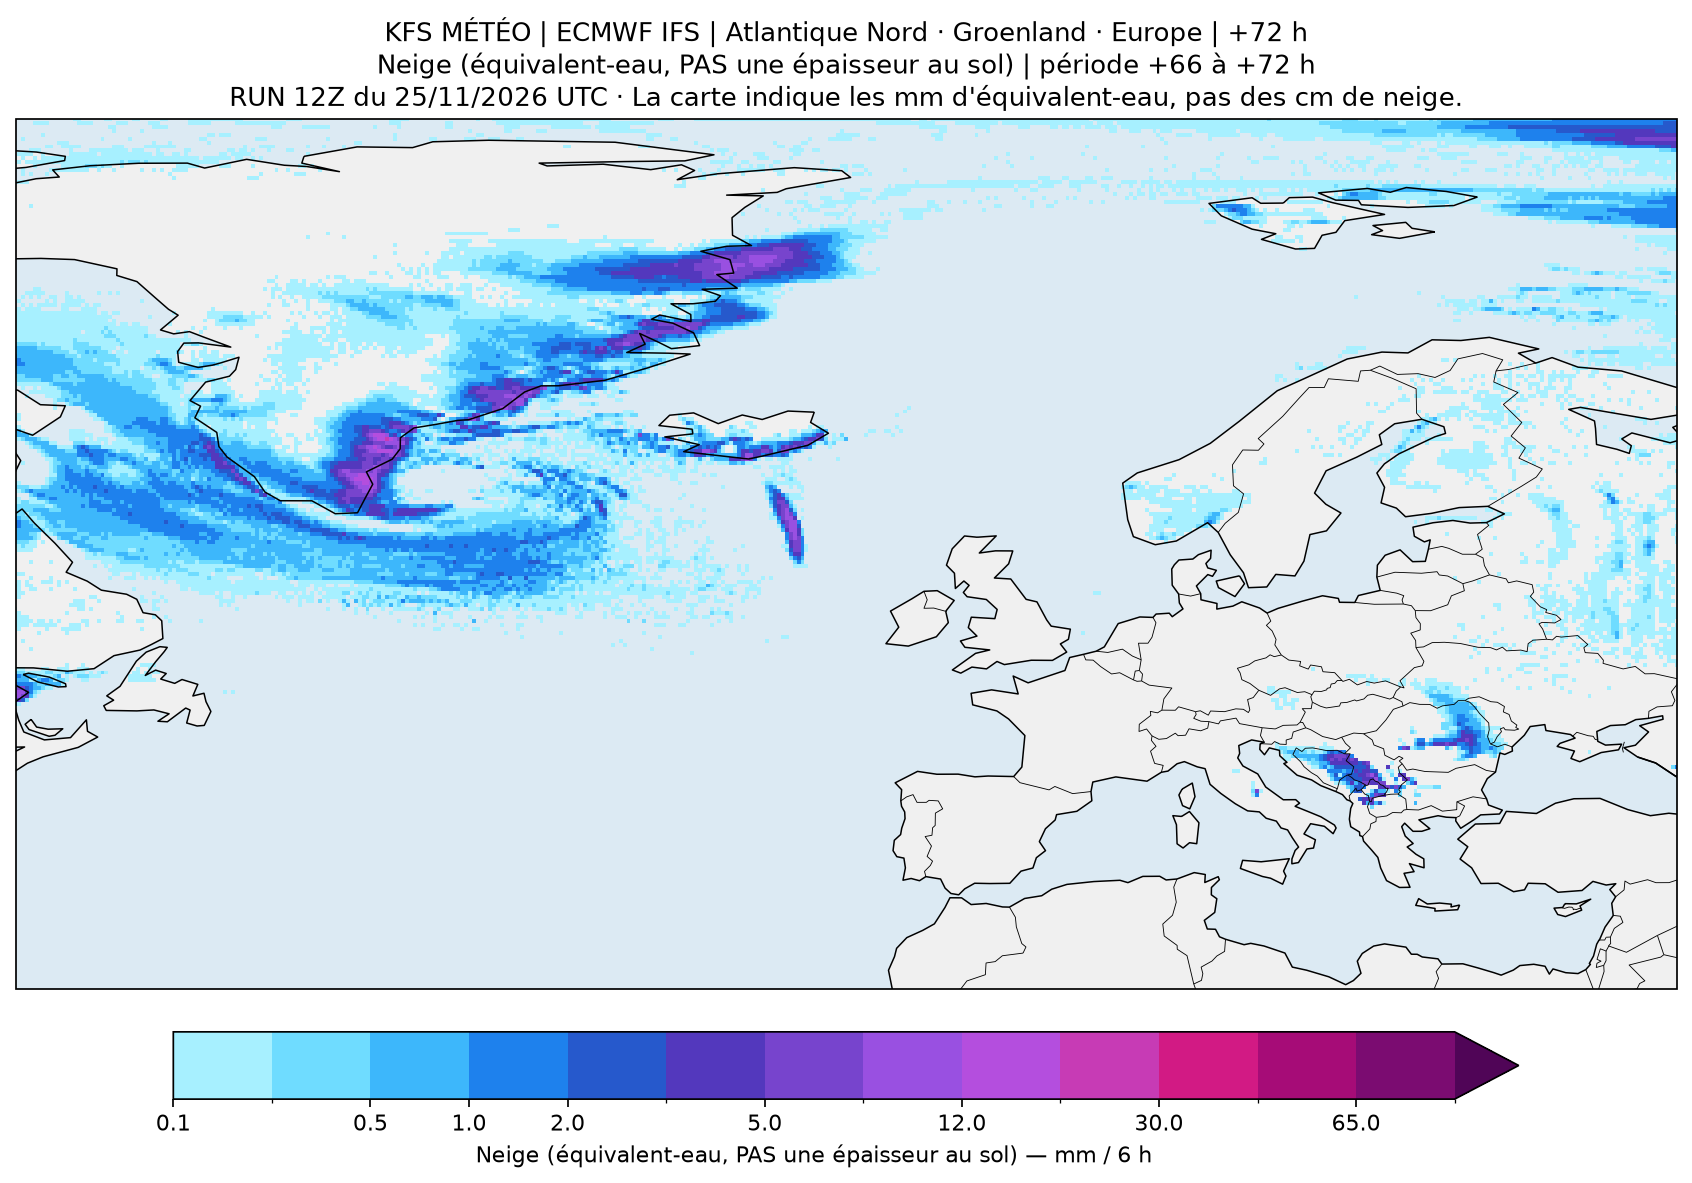 KFS MÉTÉO | ECMWF IFS | Atlantique Nord · Groenland · Europe | +72 h
Neige (équivalent-eau, PAS une épaisseur au sol) | période +66 à +72 h
RUN 12Z du 25/11/2026 UTC · La carte indique les mm d'équivalent-eau, pas des cm de neige.
0.1 0.5 1.0 2.0 5.0 12.0 30.0 65.0
Neige (équivalent-eau, PAS une épaisseur au sol) — mm / 6 h